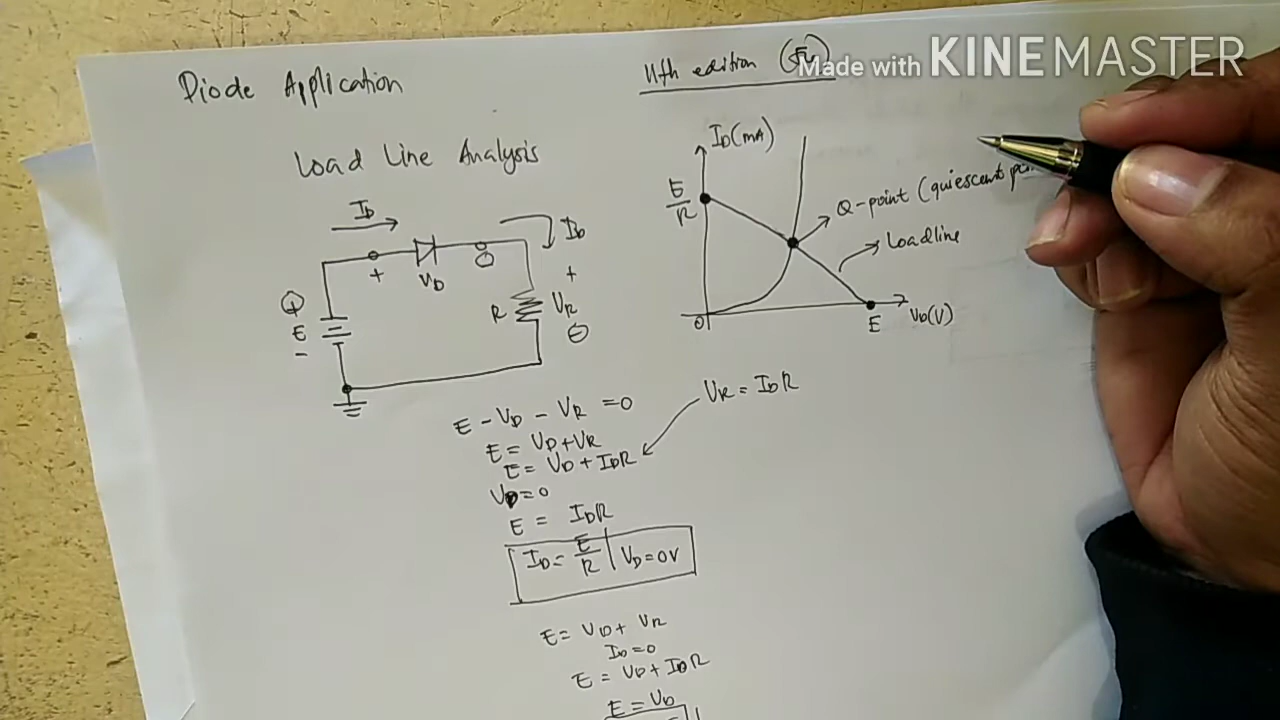 Diode Application
11th edition
Made with KINEMASTER
Load Line Analysis
ID
ID
+
VD
-
Q
E
-
R
+
VR
-
ID(mA)
E/R
Q-point (quiescent
Loadline
0
E
VD(V)
E - VD - VR = 0
VR = IDR
E = VD + VR
E = VD + IDR
VD = 0
E = IDR
ID = E/R | VD = 0V
E = VD + VR
ID = 0
E = VD + IDR
E = VD